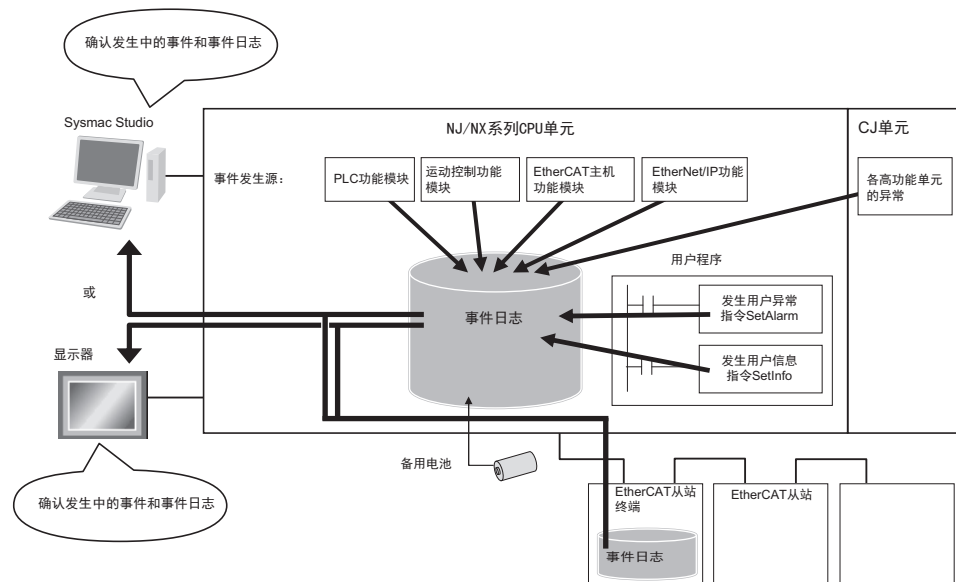 确认发生中的事件和事件日志
Sysmac Studio
NJ/NX系列CPU单元
CJ单元
事件发生源:
PLC功能模块
运动控制功能
模块
EtherCAT主机
功能模块
EtherNet/IP功能
模块
各高功能单元
的异常
用户程序
或
事件日志
发生用户异常
指令SetAlarm
发生用户信息
指令SetInfo
显示器
备用电池
确认发生中的事件和事件日志
EtherCAT从站
终端
EtherCAT从站
事件日志